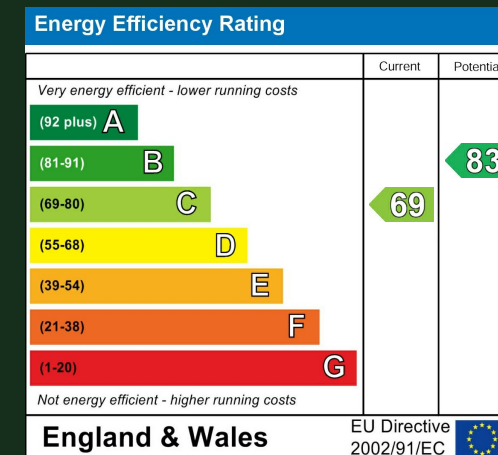 Energy Efficiency Rating
Current Potentia
Very energy efficient - lower running costs
(92 plus) A
(81-91) B
83
(69-80) C
69
(55-68) D
(39-54) E
(21-38) F
(1-20) G
Not energy efficient - higher running costs
England & Wales
EU Directive
2002/91/EC